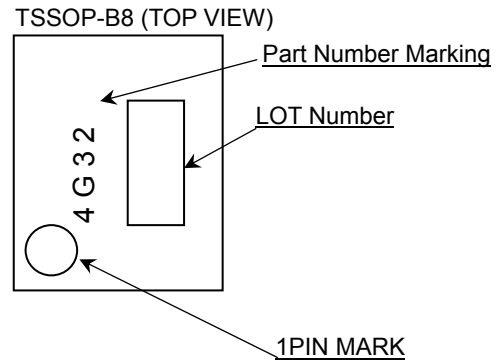 TSSOP-B8 (TOP VIEW)
Part Number Marking
LOT Number
4G32
1PIN MARK